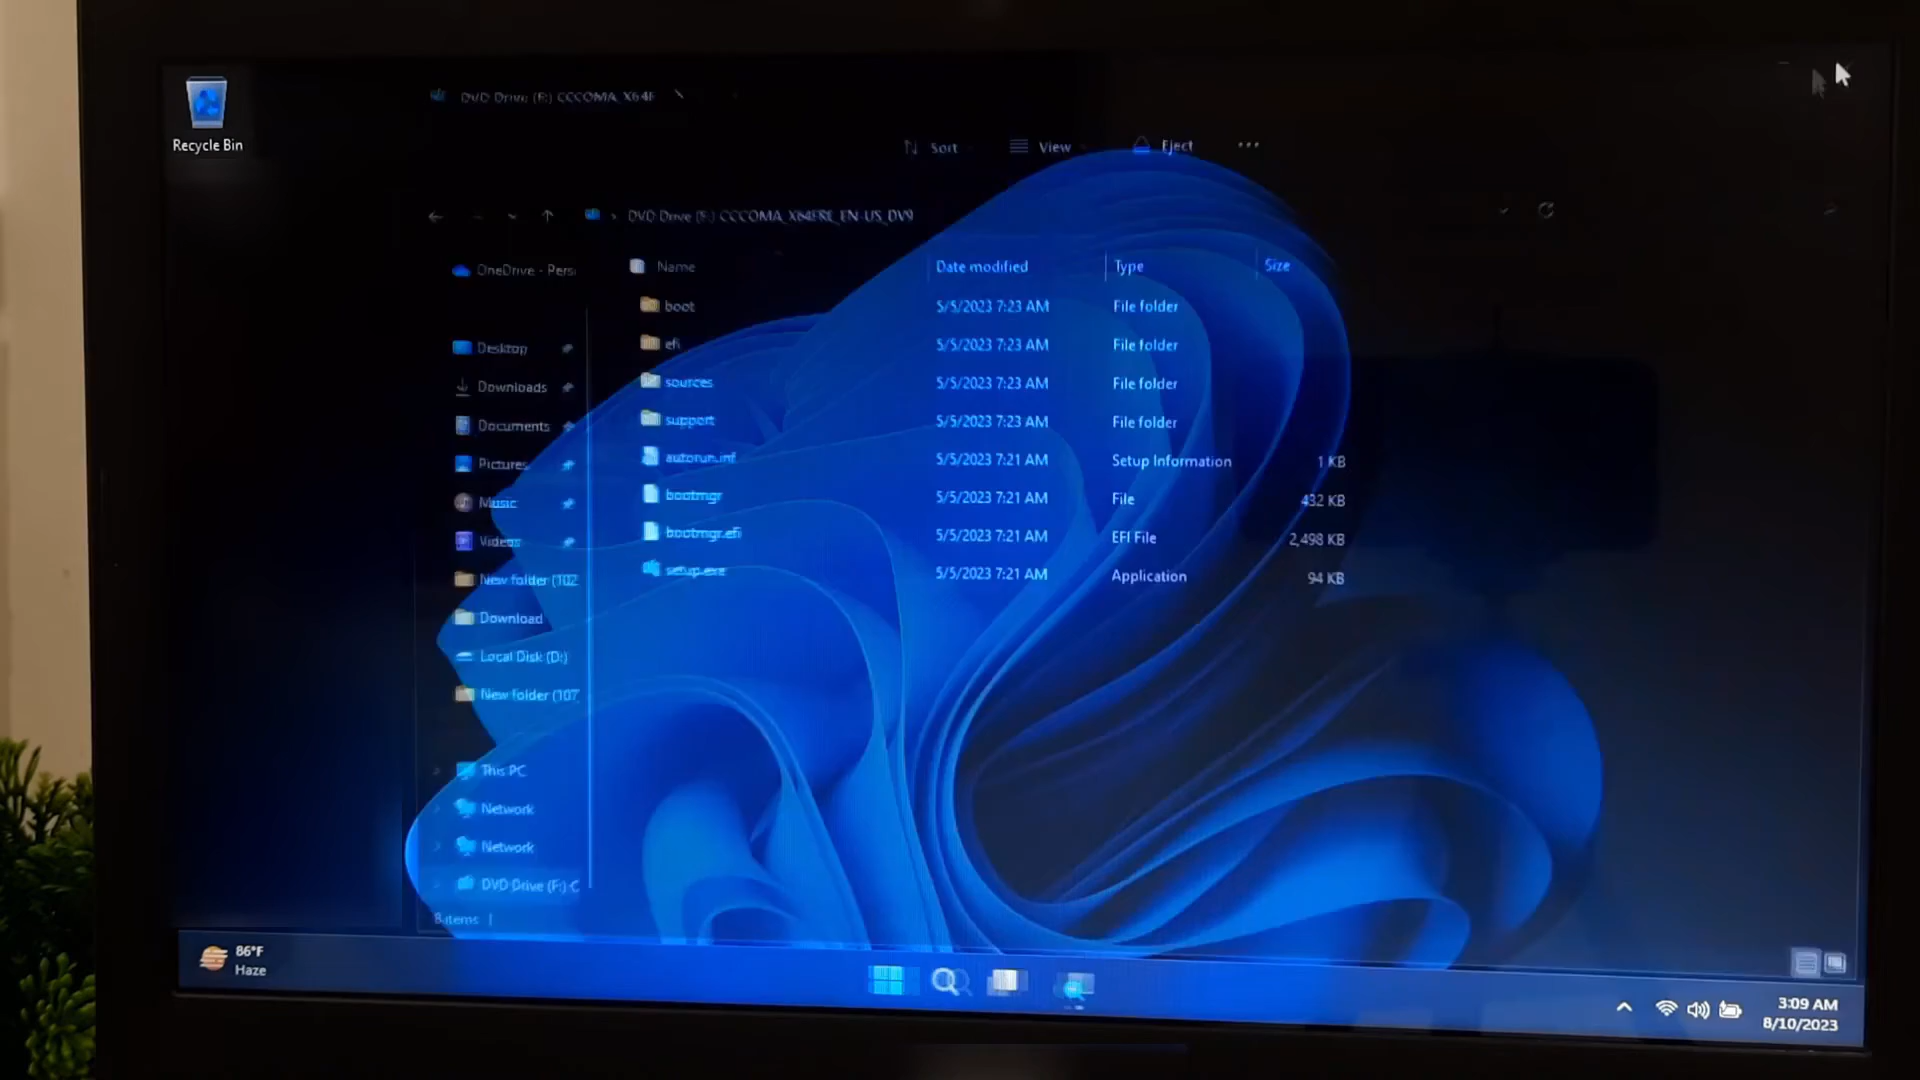 Recycle Bin
DVD Drive (F:) CCCOMA_X64F
Sort
View
Eject
DVD Drive (F:) CCCOMA_X64FRE_EN-US_DV9
OneDrive - Pers
Desktop
Downloads
Documents
Pictures
Music
Videos
New folder (102
Download
Local Disk (D:)
New folder (107
This PC
Network
Network
DVD Drive (F:) C
8 items
Name Date modified Type Size
boot 5/5/2023 7:23 AM File folder
efi 5/5/2023 7:23 AM File folder
sources 5/5/2023 7:23 AM File folder
support 5/5/2023 7:23 AM File folder
autorun.inf 5/5/2023 7:21 AM Setup Information 1 KB
bootmgr 5/5/2023 7:21 AM File 432 KB
bootmgr.efi 5/5/2023 7:21 AM EFI File 2,498 KB
setup.exe 5/5/2023 7:21 AM Application 94 KB
86°F
Haze
3:09 AM
8/10/2023